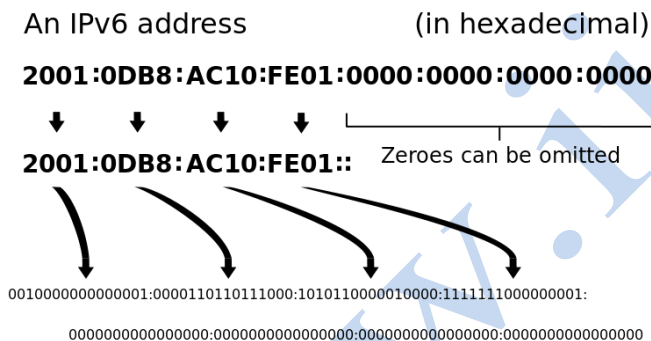 An IPv6 address (in hexadecimal)
2001:0DB8:AC10:FE01:0000:0000:0000:0000
2001:0DB8:AC10:FE01::
Zeroes can be omitted
0010000000000001:0000110110111000:1010110000010000:1111111000000001:
0000000000000000:0000000000000000:0000000000000000:0000000000000000